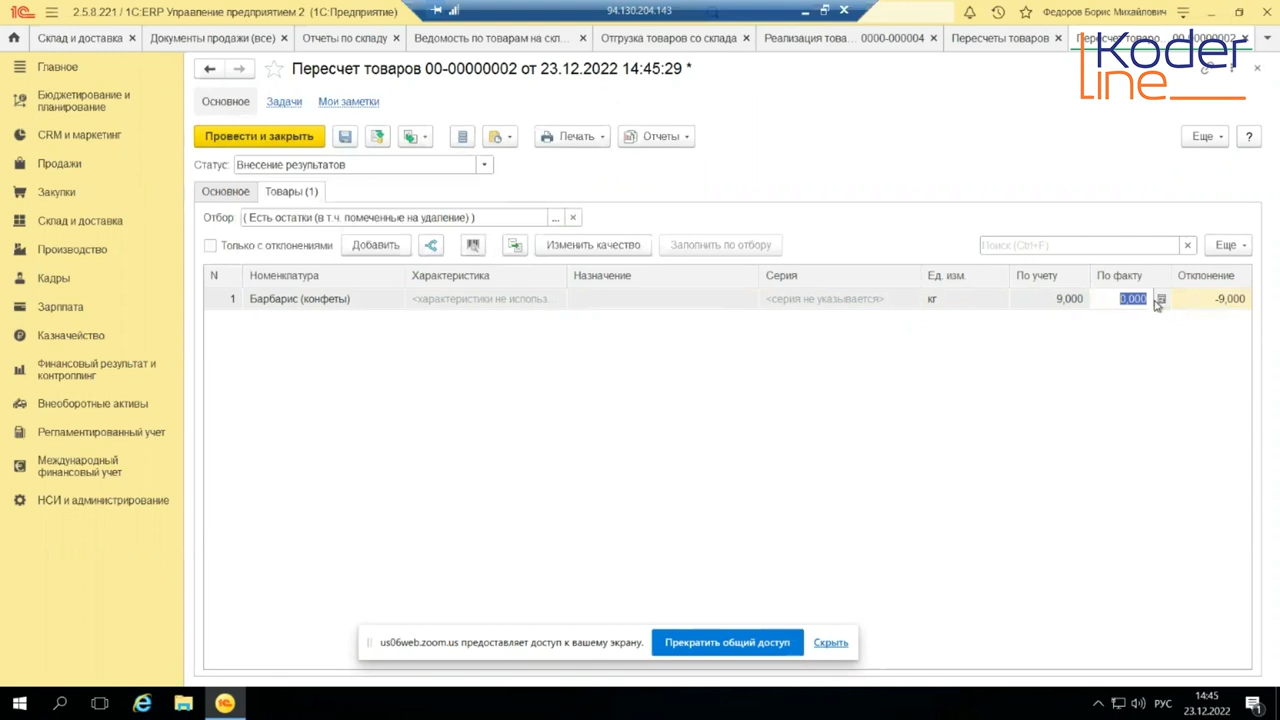 2.5.8.221 / 1C:ERP Управление предприятием 2 (1С:Предприятие)
94.130.204.143
Федоров Борис Михайлович
Склад и доставка
Документы продажи (все)
Отчеты по складу
Ведомость по товарам на скл...
Отгрузка товаров со склада
Реализация това... 0000-000004
Пересчеты товаров
Koder
line
Главное
Бюджетирование и
планирование
CRM и маркетинг
Продажи
Закупки
Склад и доставка
Производство
Кадры
Зарплата
Казначейство
Финансовый результат и
контроллинг
Внеоборотные активы
Регламентированный учет
Международный
финансовый учет
НСИ и администрирование
Пересчет товаров 00-00000002 от 23.12.2022 14:45:29 *
Основное
Задачи
Мои заметки
Провести и закрыть
Печать
Отчеты
Еще
?
Статус:
Внесение результатов
Основное
Товары (1)
Отбор
( Есть остатки (в т.ч. помеченные на удаление) )
...
Только с отклонениями
Добавить
Изменить качество
Заполнить по отбору
Поиск (Ctrl+F)
Еще
N Номенклатура Характеристика Назначение Серия Ед. изм. По учету По факту Отклонение
1 Барбарис (конфеты) <характеристики не использ... <серия не указывается> кг 9,000 0,000 -9,000
us06web.zoom.us предоставляет доступ к вашему экрану.
Прекратить общий доступ
Скрыть
РУС
14:45
23.12.2022
1